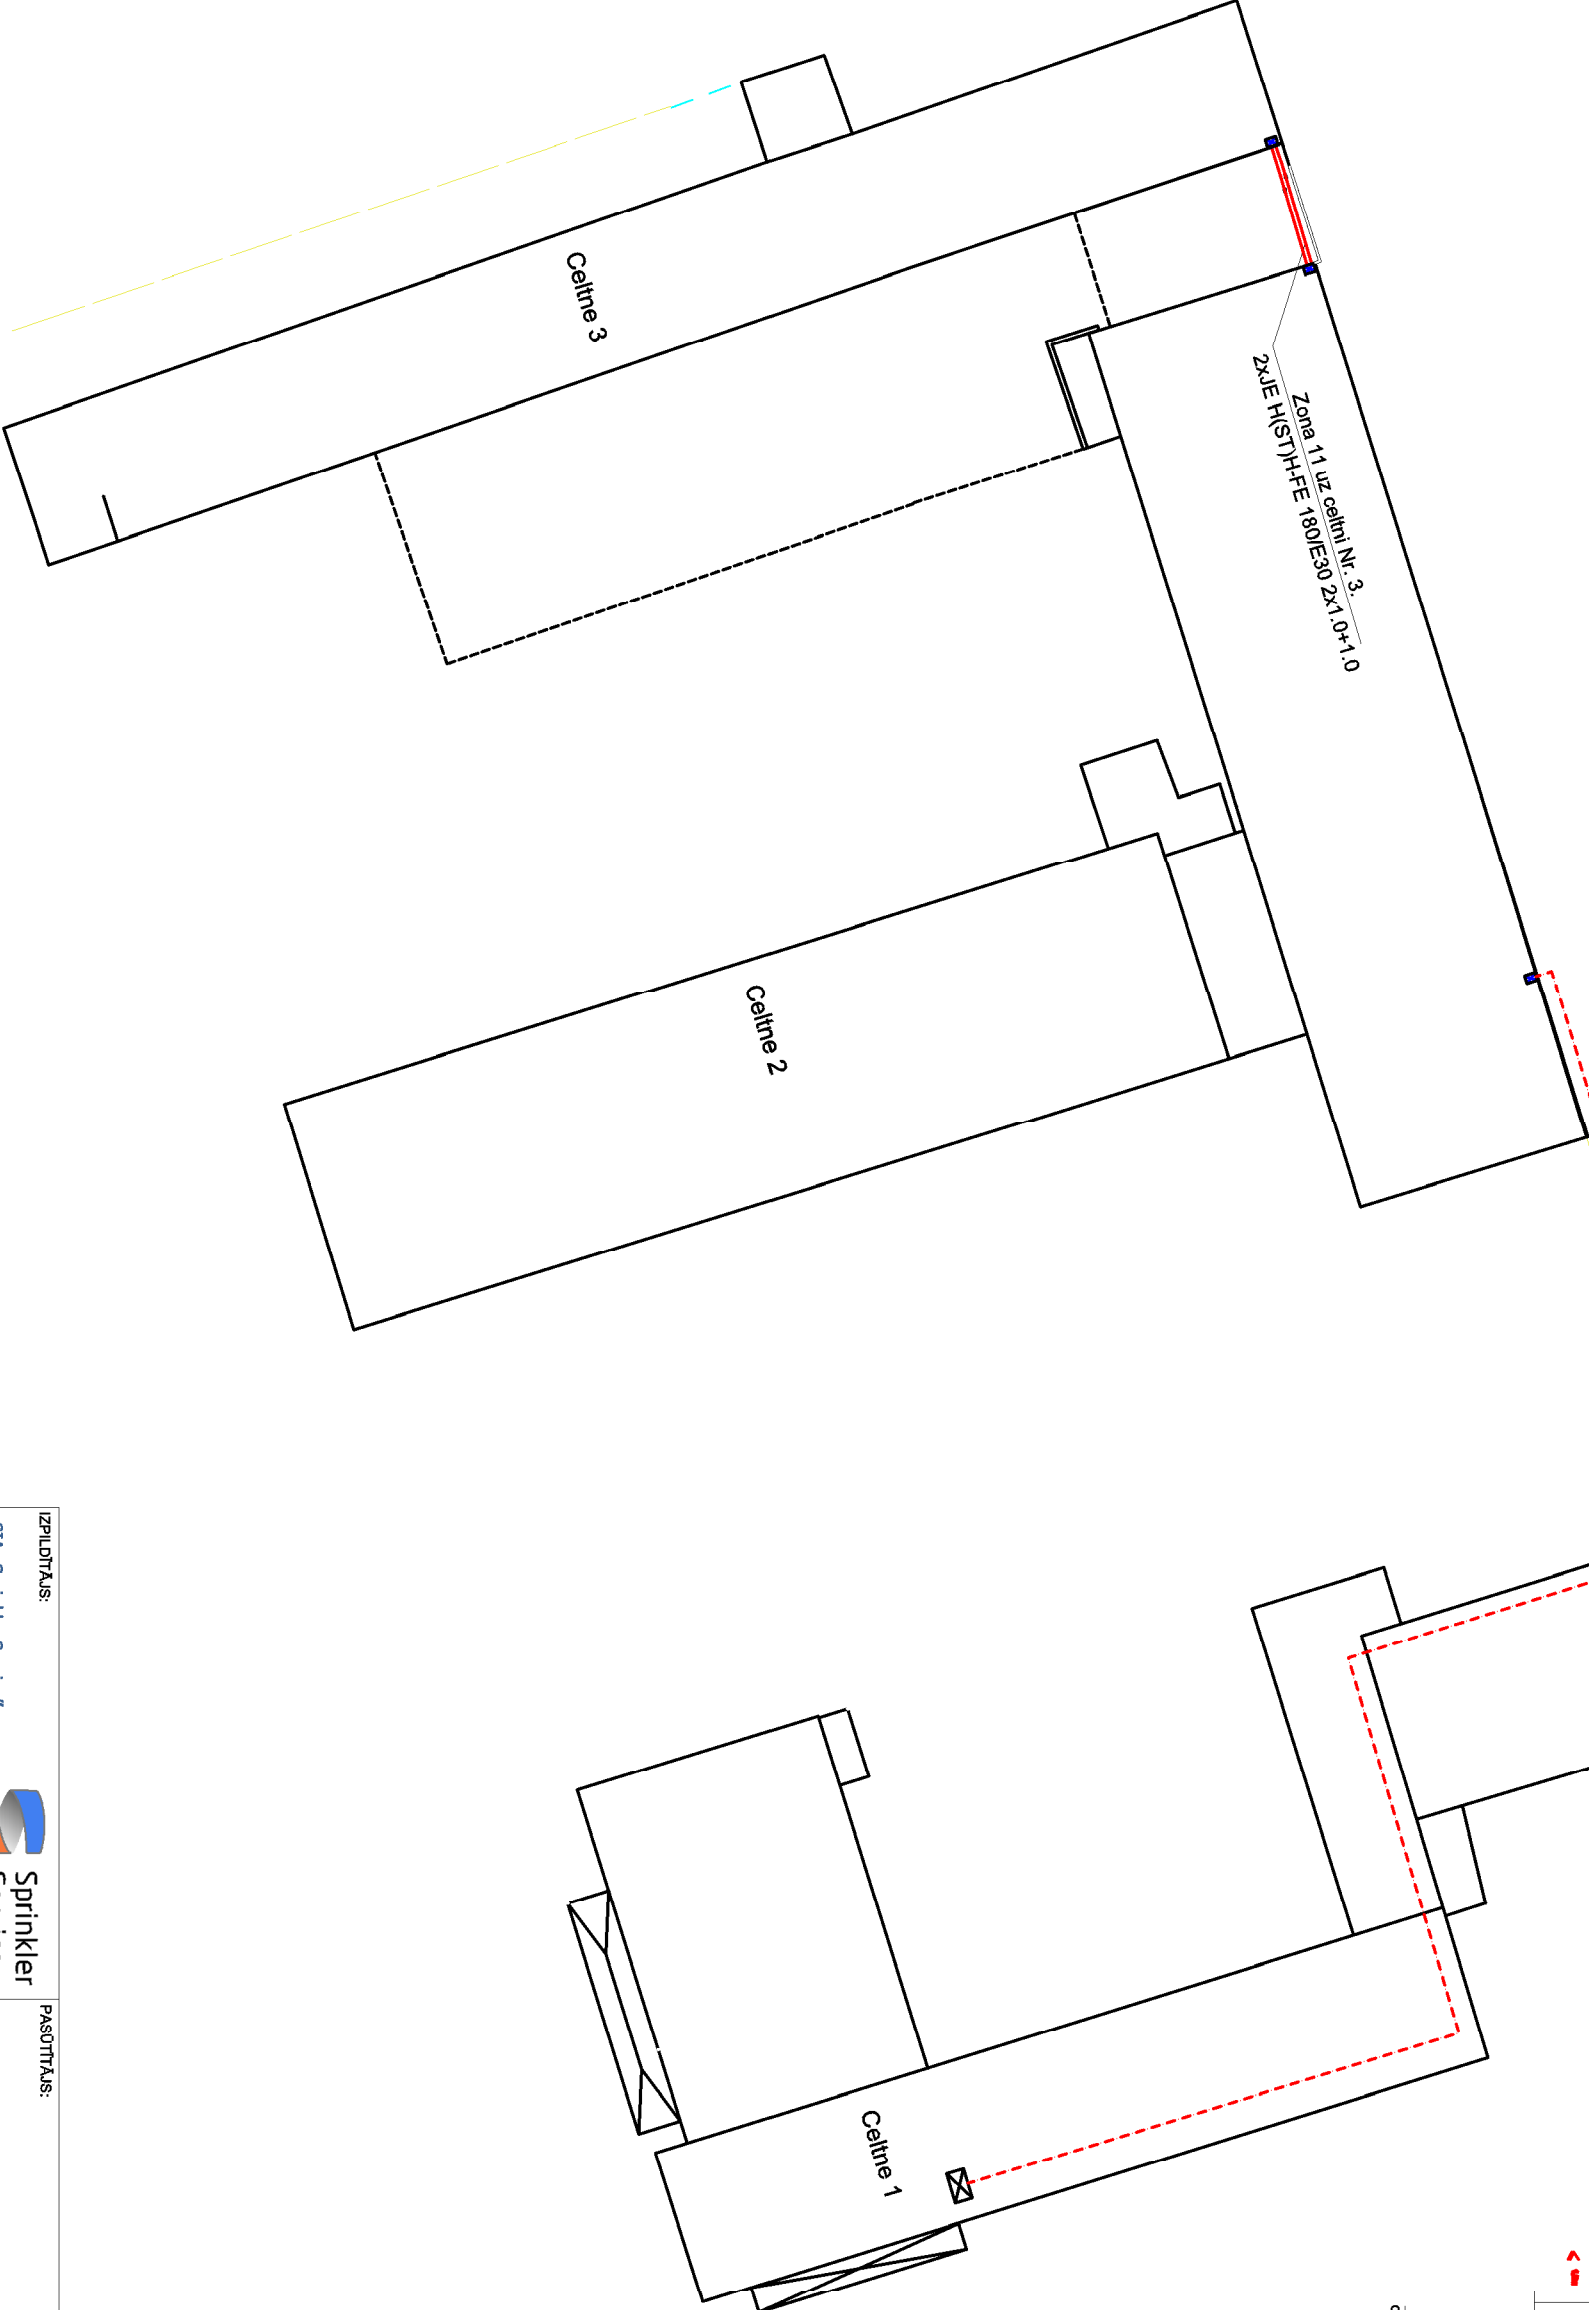 Celtne 3
Zona 11 uz celtni Nr. 3.
2xJE H(ST)H-FE 180/E30 2x1.0+1.0
Celtne 2
Celtne 1
IZPILDĪTĀJS:
Sprinkler
PASŪTĪTĀJS: